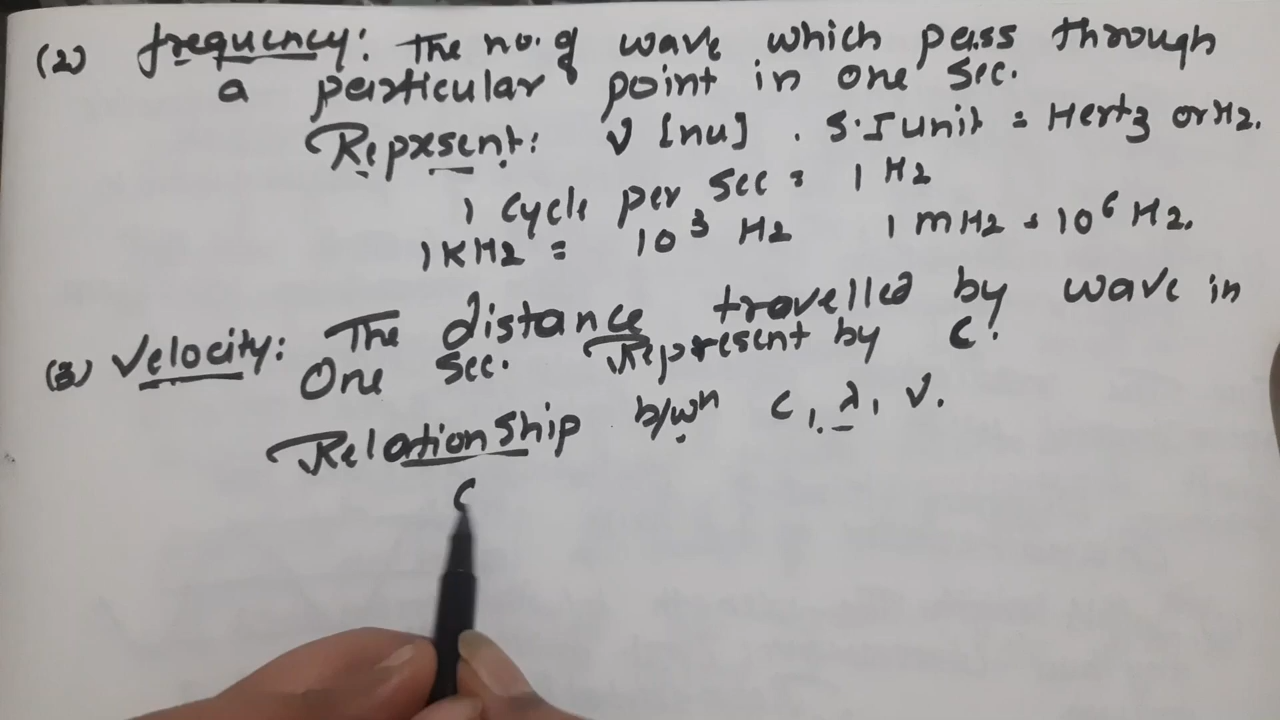 (2) frequency: The no. of wave which pass through
a particular point in one sec.
Represent: ν [nu] . S.I unit = Hertz or Hz.
1 cycle per sec = 1 Hz
1 KHz = 10³ Hz 1 mHz = 10⁶ Hz.
(3) Velocity: The distance travelled by wave in
One sec. Represent by C.
Relationship b/wn c, λ, ν.
C